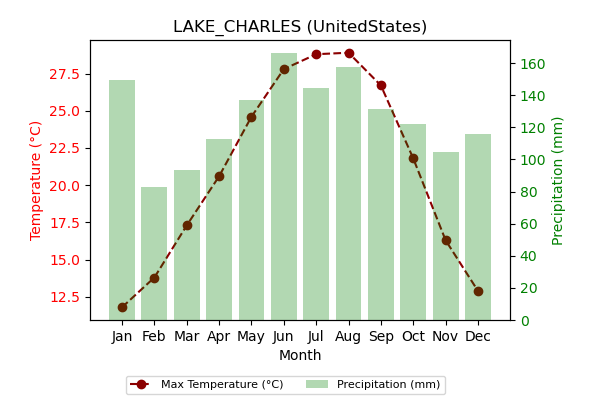 LAKE_CHARLES (UnitedStates)
27.5
25.0
22.5
20.0
17.5
15.0
12.5
Temperature (°C)
160
140
120
100
80
60
40
20
0
Precipitation (mm)
Jan Feb Mar Apr May Jun Jul Aug Sep Oct Nov Dec
Month
Max Temperature (°C) Precipitation (mm)